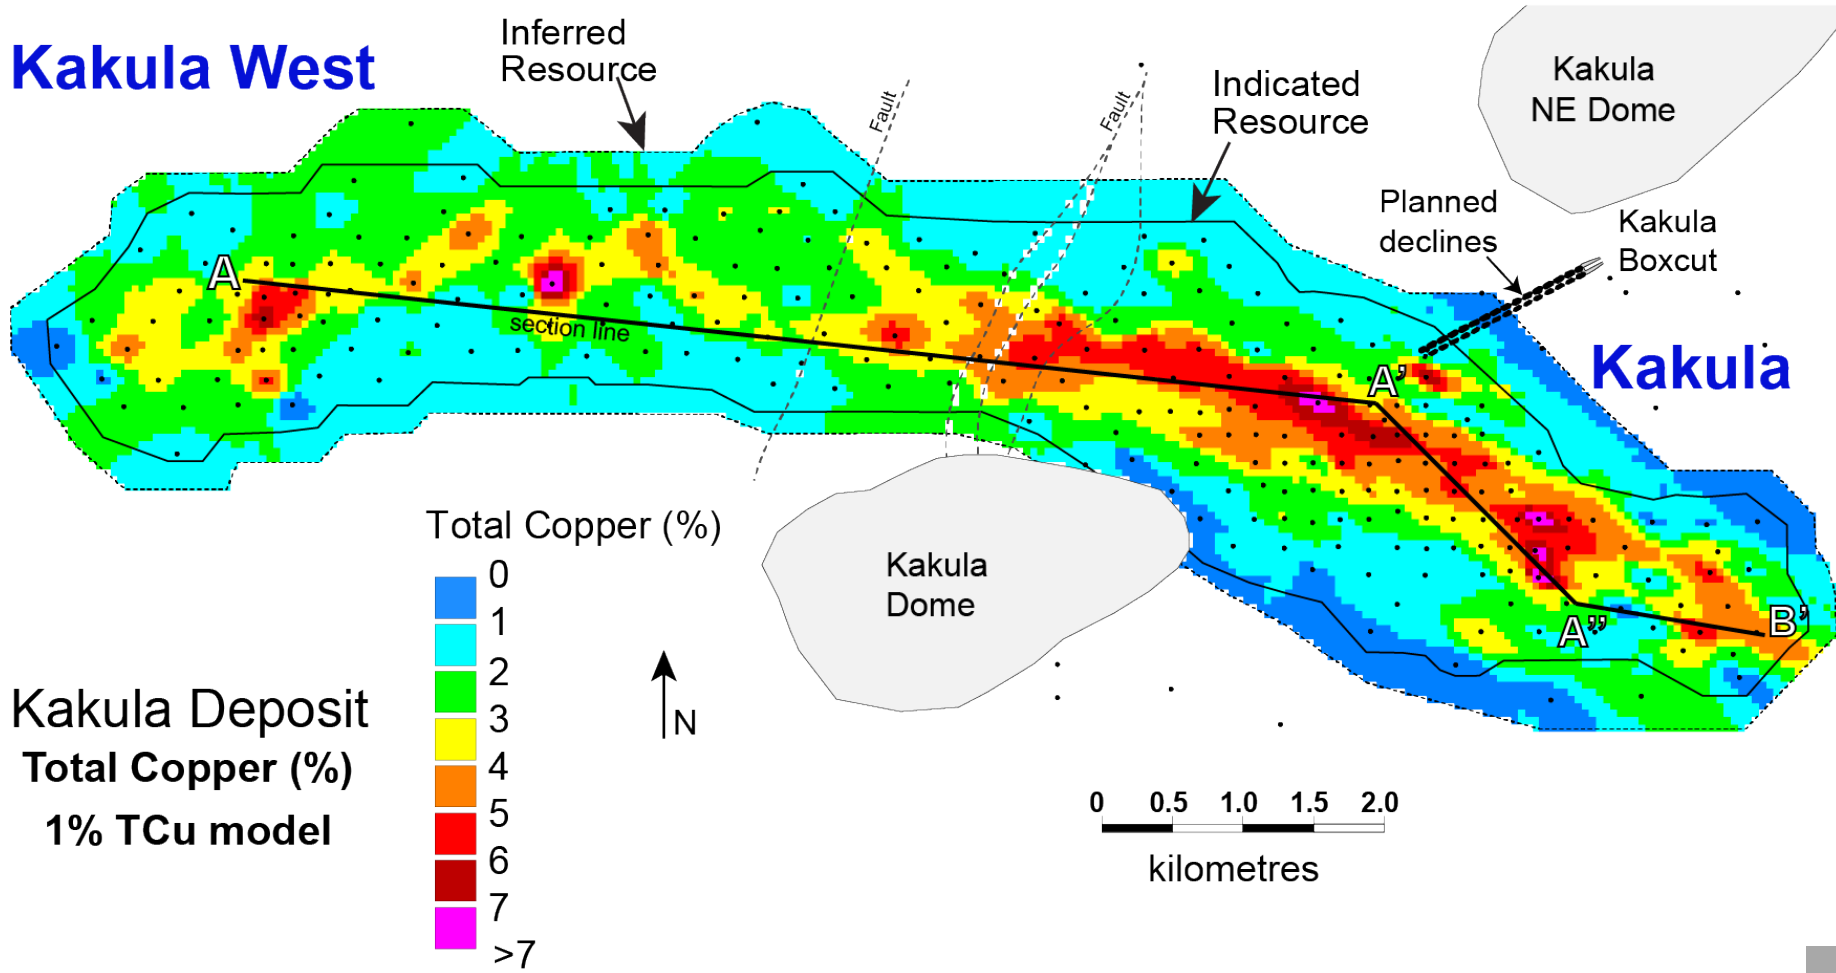 Kakula West
Inferred
Resource
Fault
Fault
Indicated
Resource
Kakula
NE Dome
Planned
declines
Kakula
Boxcut
A
section line
A’
Kakula
A”
B’
Kakula
Dome
Total Copper (%)
0
1
2
3
4
5
6
7
>7
N
Kakula Deposit
Total Copper (%)
1% TCu model
0 0.5 1.0 1.5 2.0
kilometres